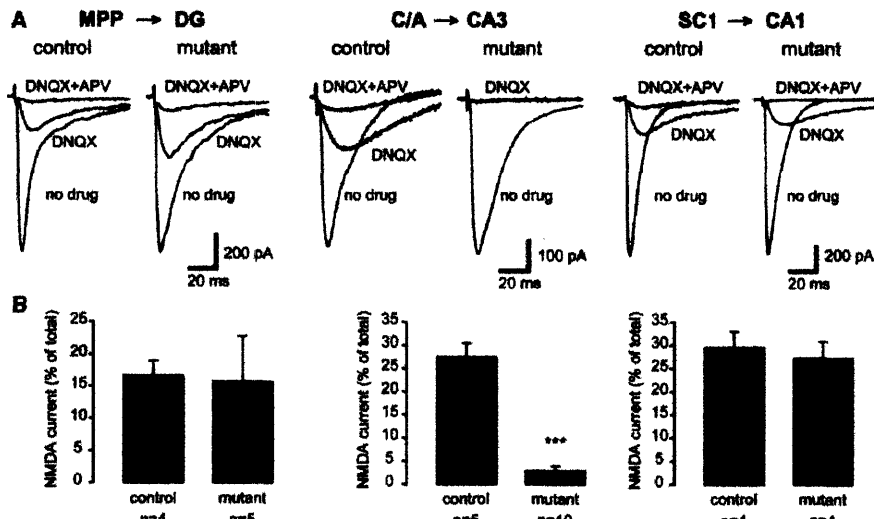 A MPP → DG C/A → CA3 SC1 → CA1
control mutant control mutant control mutant
DNQX+APV DNQX+APV DNQX+APV DNQX DNQX+APV DNQX+APV
DNQX DNQX DNQX DNQX DNQX
no drug no drug no drug no drug no drug no drug
200 pA 100 pA 200 pA
20 ms 20 ms 20 ms
B
NMDA current (% of total) NMDA current (% of total) NMDA current (% of total)
25 20 15 10 5 0
35 30 25 20 15 10 5 0
35 30 25 20 15 10 5 0
***
control mutant control mutant control mutant